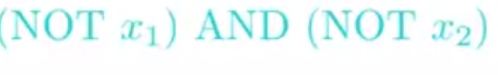 (NOT x₁) AND (NOT x₂)